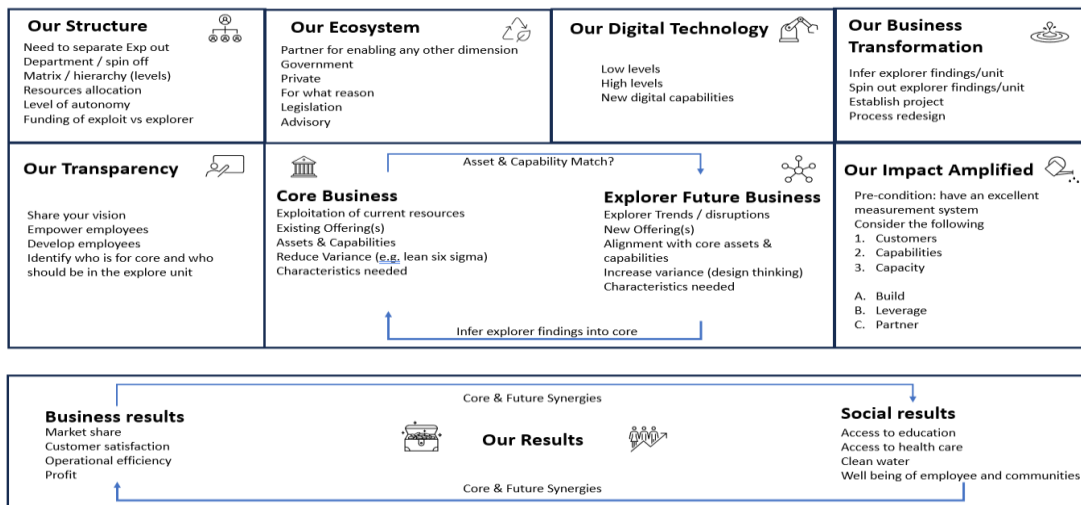 Our Structure
Need to separate Exp out
Department / spin off
Matrix / hierarchy (levels)
Resources allocation
Level of autonomy
Funding of exploit vs explorer
Our Ecosystem
Partner for enabling any other dimension
Government
Private
For what reason
Legislation
Advisory
Our Digital Technology
Low levels
High levels
New digital capabilities
Our Business
Transformation
Infer explorer findings/unit
Spin out explorer findings/unit
Establish project
Process redesign
Our Transparency
Share your vision
Empower employees
Develop employees
Identify who is for core and who
should be in the explore unit
Asset & Capability Match?
Core Business
Exploitation of current resources
Existing Offering(s)
Assets & Capabilities
Reduce Variance (e.g. lean six sigma)
Characteristics needed
Explorer Future Business
Explorer Trends / disruptions
New Offering(s)
Alignment with core assets &
capabilities
Increase variance (design thinking)
Characteristics needed
Infer explorer findings into core
Our Impact Amplified
Pre-condition: have an excellent
measurement system
Consider the following
1. Customers
2. Capabilities
3. Capacity
A. Build
B. Leverage
C. Partner
Core & Future Synergies
Business results
Market share
Customer satisfaction
Operational efficiency
Profit
Our Results
Social results
Access to education
Access to health care
Clean water
Well being of employee and communities
Core & Future Synergies